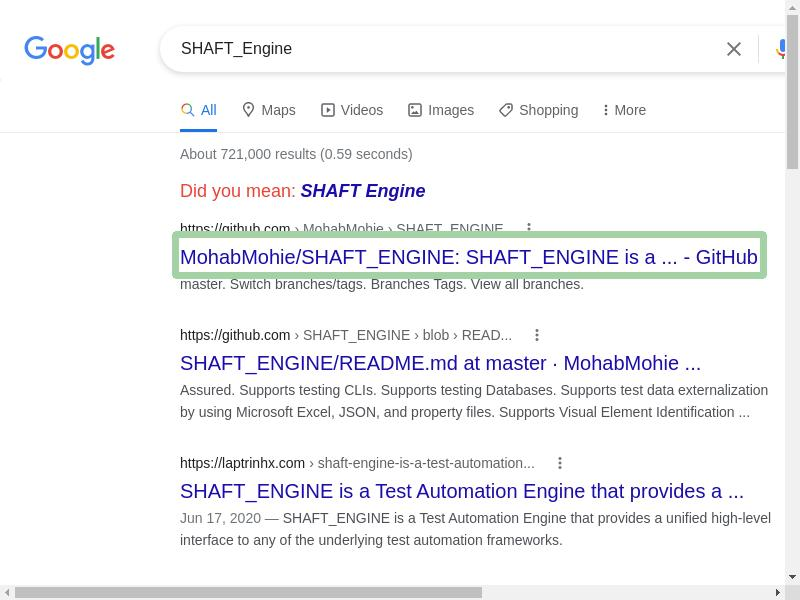 Google
SHAFT_Engine
All Maps Videos Images Shopping More
About 721,000 results (0.59 seconds)
Did you mean: SHAFT Engine
https://github.com › MohabMohie › SHAFT_ENGINE
MohabMohie/SHAFT_ENGINE: SHAFT_ENGINE is a ... - GitHub
master. Switch branches/tags. Branches Tags. View all branches.
https://github.com › SHAFT_ENGINE › blob › READ...
SHAFT_ENGINE/README.md at master · MohabMohie ...
Assured. Supports testing CLIs. Supports testing Databases. Supports test data externalization
by using Microsoft Excel, JSON, and property files. Supports Visual Element Identification ...
https://laptrinhx.com › shaft-engine-is-a-test-automation...
SHAFT_ENGINE is a Test Automation Engine that provides a ...
Jun 17, 2020 — SHAFT_ENGINE is a Test Automation Engine that provides a unified high-level
interface to any of the underlying test automation frameworks.